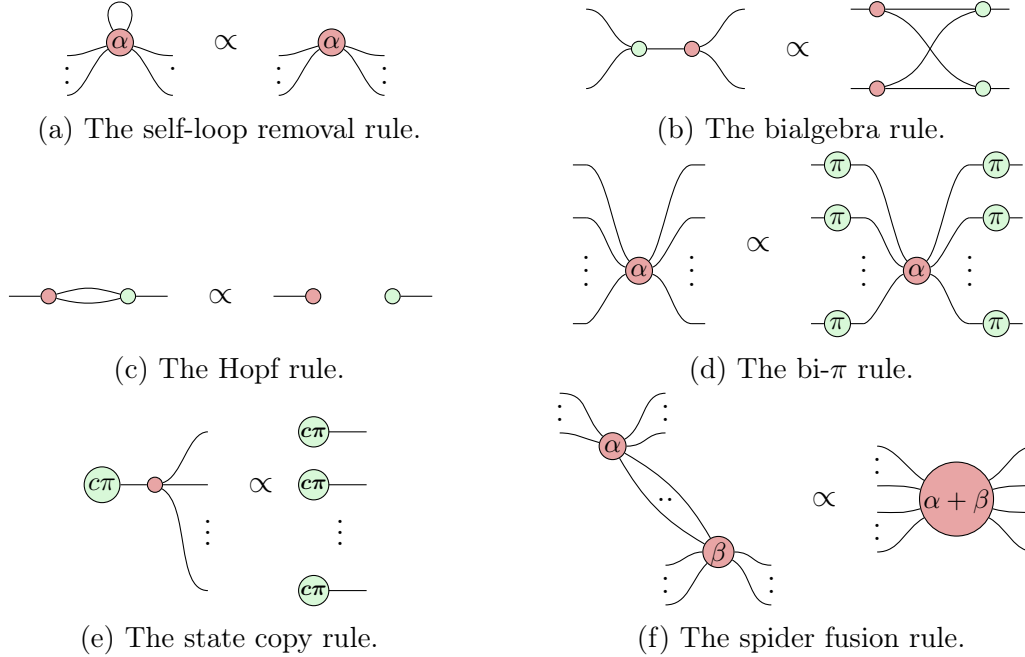 α ∝ α
(a) The self-loop removal rule.
∝
(b) The bialgebra rule.
∝
(c) The Hopf rule.
α ∝ π π π α π π π
(d) The bi-π rule.
cπ ∝ cπ cπ cπ
(e) The state copy rule.
α β ∝ α + β
(f) The spider fusion rule.